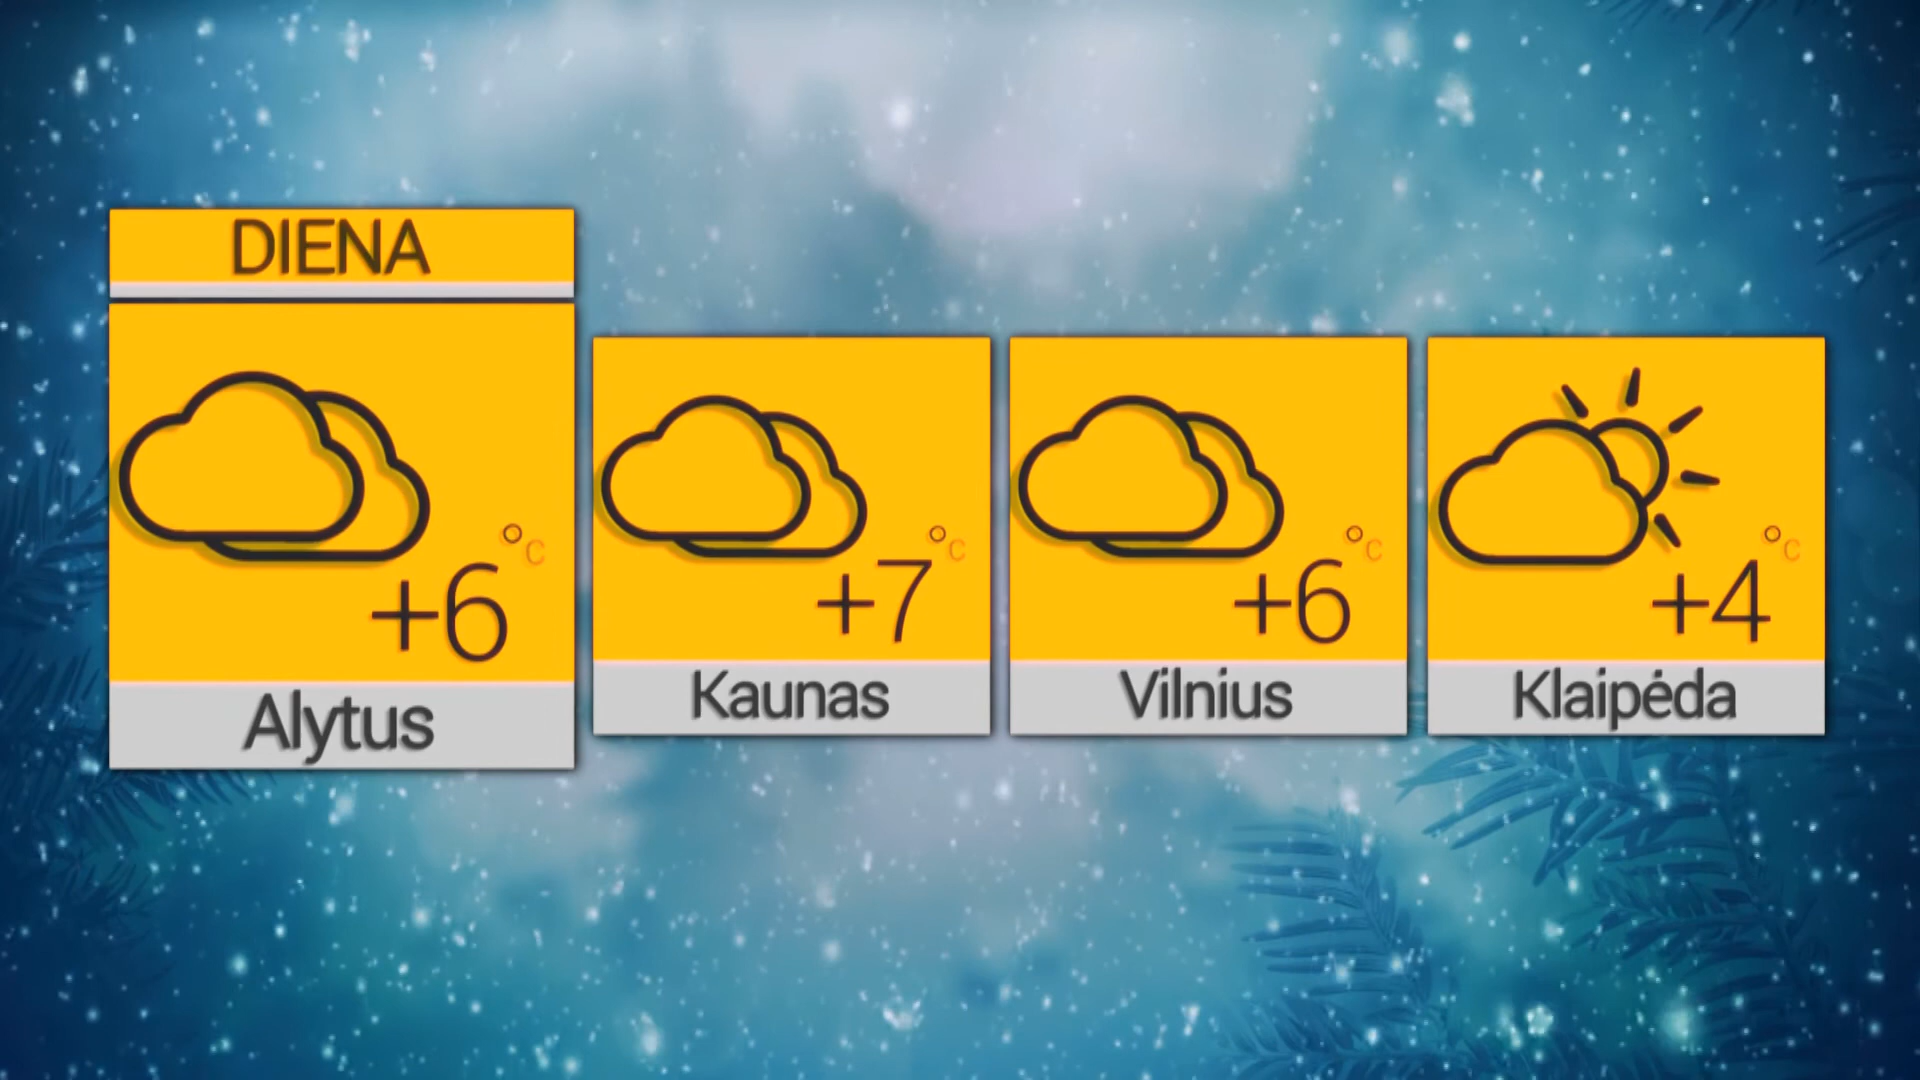 DIENA
+6 °C
Alytus
+7 °C
Kaunas
+6 °C
Vilnius
+4 °C
Klaipėda